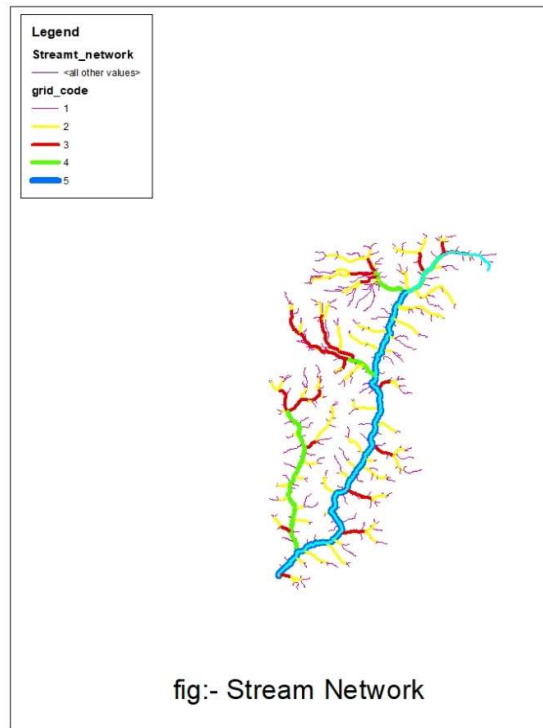 Legend
Streamt_network
<all other values>
grid_code
1
2
3
4
5
fig:- Stream Network